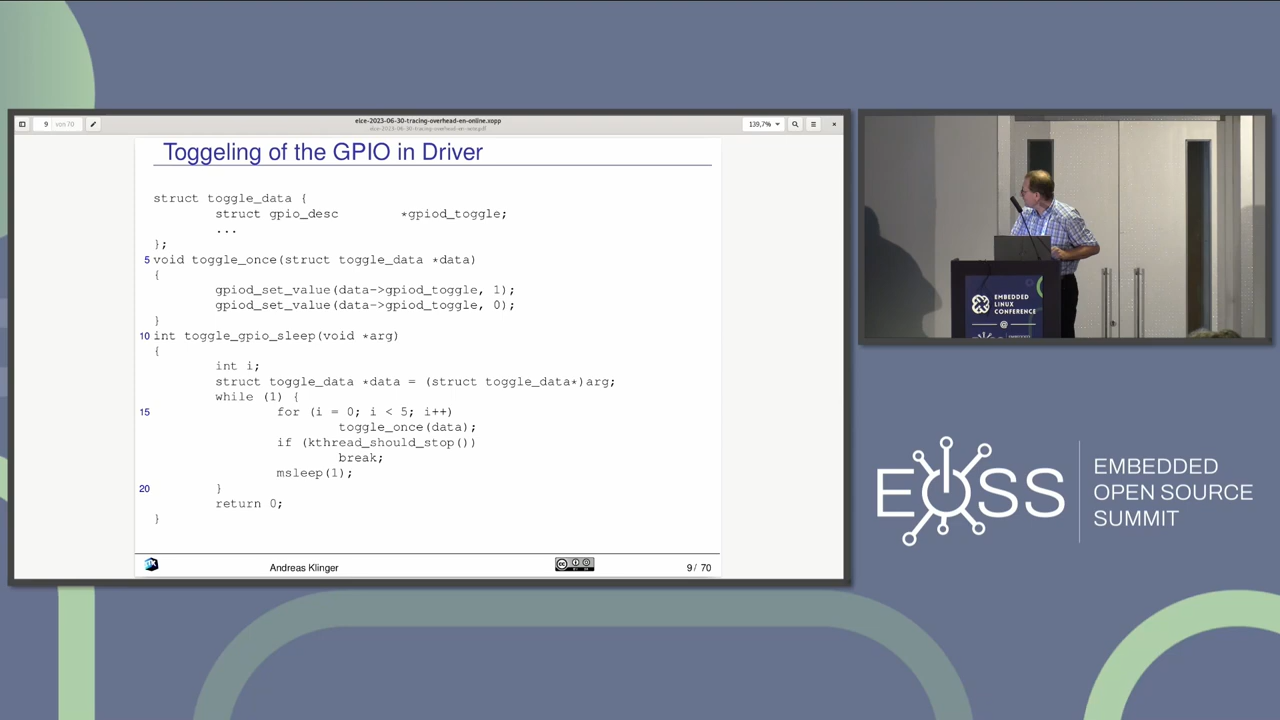 9 von 70
elce-2023-06-30-tracing-overhead-en-online.xopp
139,7%
Toggeling of the GPIO in Driver
struct toggle_data {
struct gpio_desc *gpiod_toggle;
...
};
5 void toggle_once(struct toggle_data *data)
{
gpiod_set_value(data->gpiod_toggle, 1);
gpiod_set_value(data->gpiod_toggle, 0);
}
10 int toggle_gpio_sleep(void *arg)
{
int i;
struct toggle_data *data = (struct toggle_data*)arg;
while (1) {
15 for (i = 0; i < 5; i++)
toggle_once(data);
if (kthread_should_stop())
break;
msleep(1);
20 }
return 0;
}
Andreas Klinger
9 / 70
EMBEDDED
LINUX
CONFERENCE
@
EOSS
EMBEDDED
OPEN SOURCE
SUMMIT